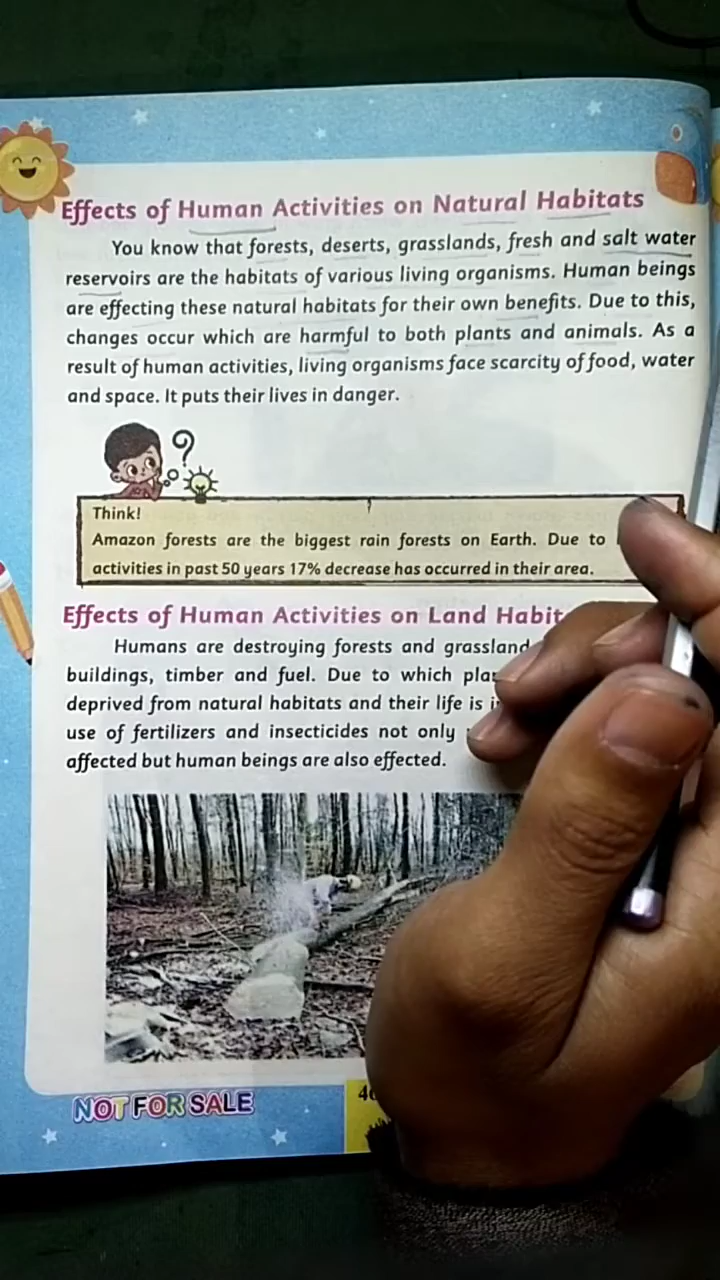 Effects of Human Activities on Natural Habitats
You know that forests, deserts, grasslands, fresh and salt water
reservoirs are the habitats of various living organisms. Human beings
are effecting these natural habitats for their own benefits. Due to this,
changes occur which are harmful to both plants and animals. As a
result of human activities, living organisms face scarcity of food, water
and space. It puts their lives in danger.
?
Think!
Amazon forests are the biggest rain forests on Earth. Due to
activities in past 50 years 17% decrease has occurred in their area.
Effects of Human Activities on Land
Humans are destroying forests and
buildings, timber and fuel. Due to which
deprived from natural habitats and their life is
use of fertilizers and insecticides not only
affected but human beings are also effected.
NOT FOR SALE